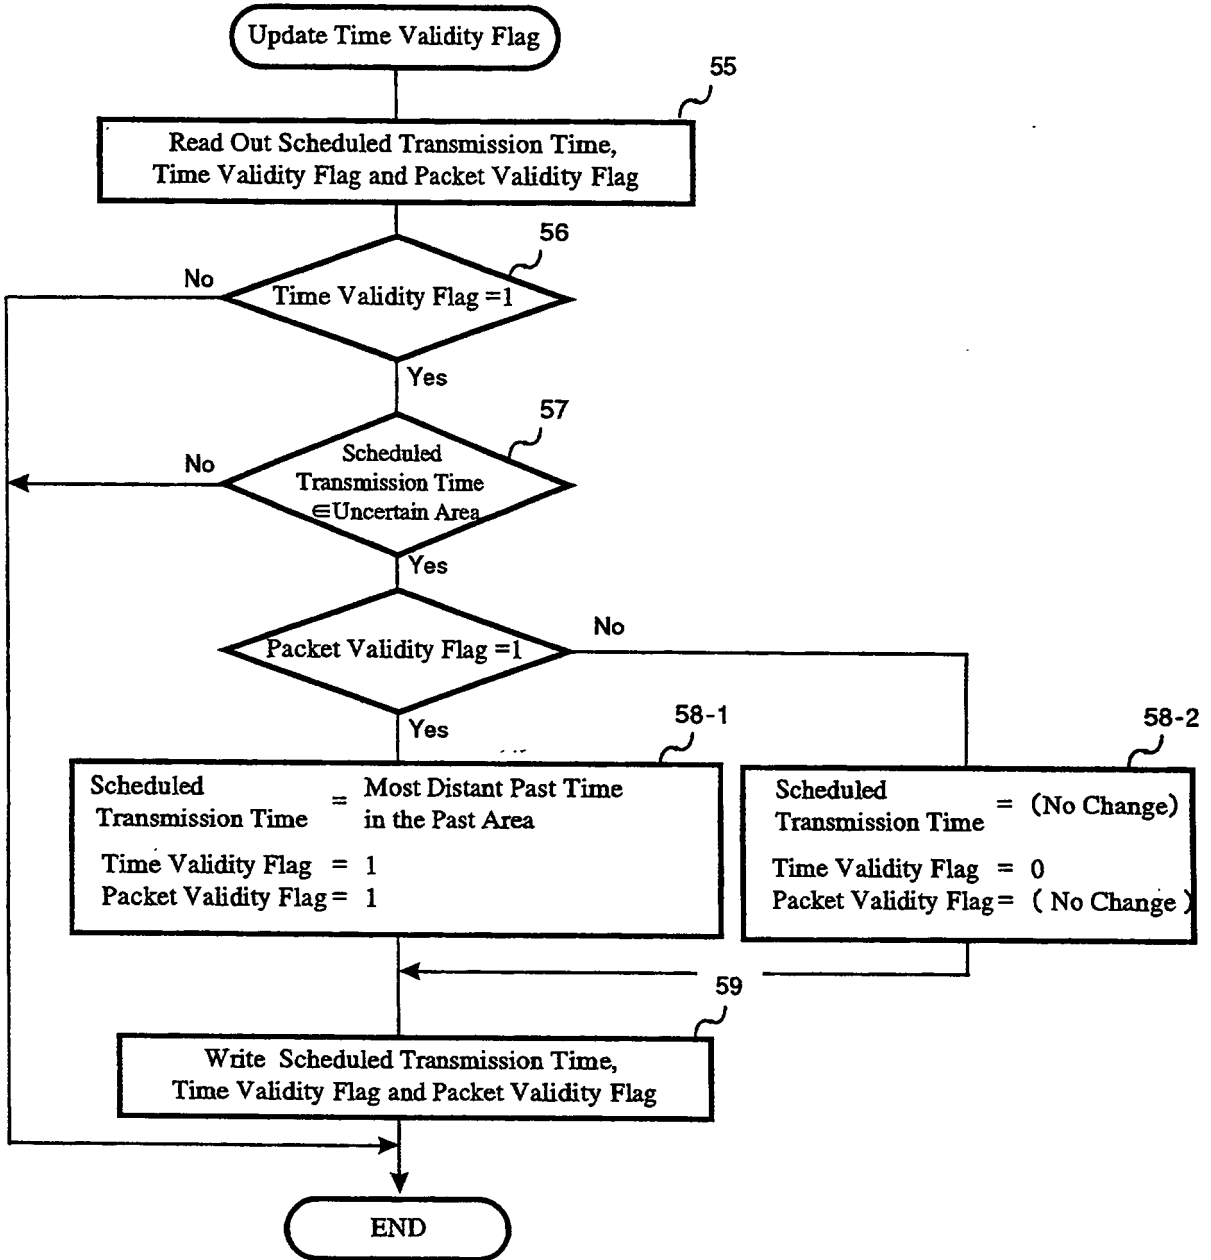 Update Time Validity Flag
55
Read Out Scheduled Transmission Time,
Time Validity Flag and Packet Validity Flag
56
No
Time Validity Flag =1
Yes
57
No
Scheduled
Transmission Time
∈Uncertain Area
Yes
No
Packet Validity Flag =1
Yes
58-1
58-2
Scheduled
Transmission Time = Most Distant Past Time
in the Past Area
Time Validity Flag = 1
Packet Validity Flag = 1
Scheduled
Transmission Time = (No Change)
Time Validity Flag = 0
Packet Validity Flag = ( No Change )
59
Write Scheduled Transmission Time,
Time Validity Flag and Packet Validity Flag
END